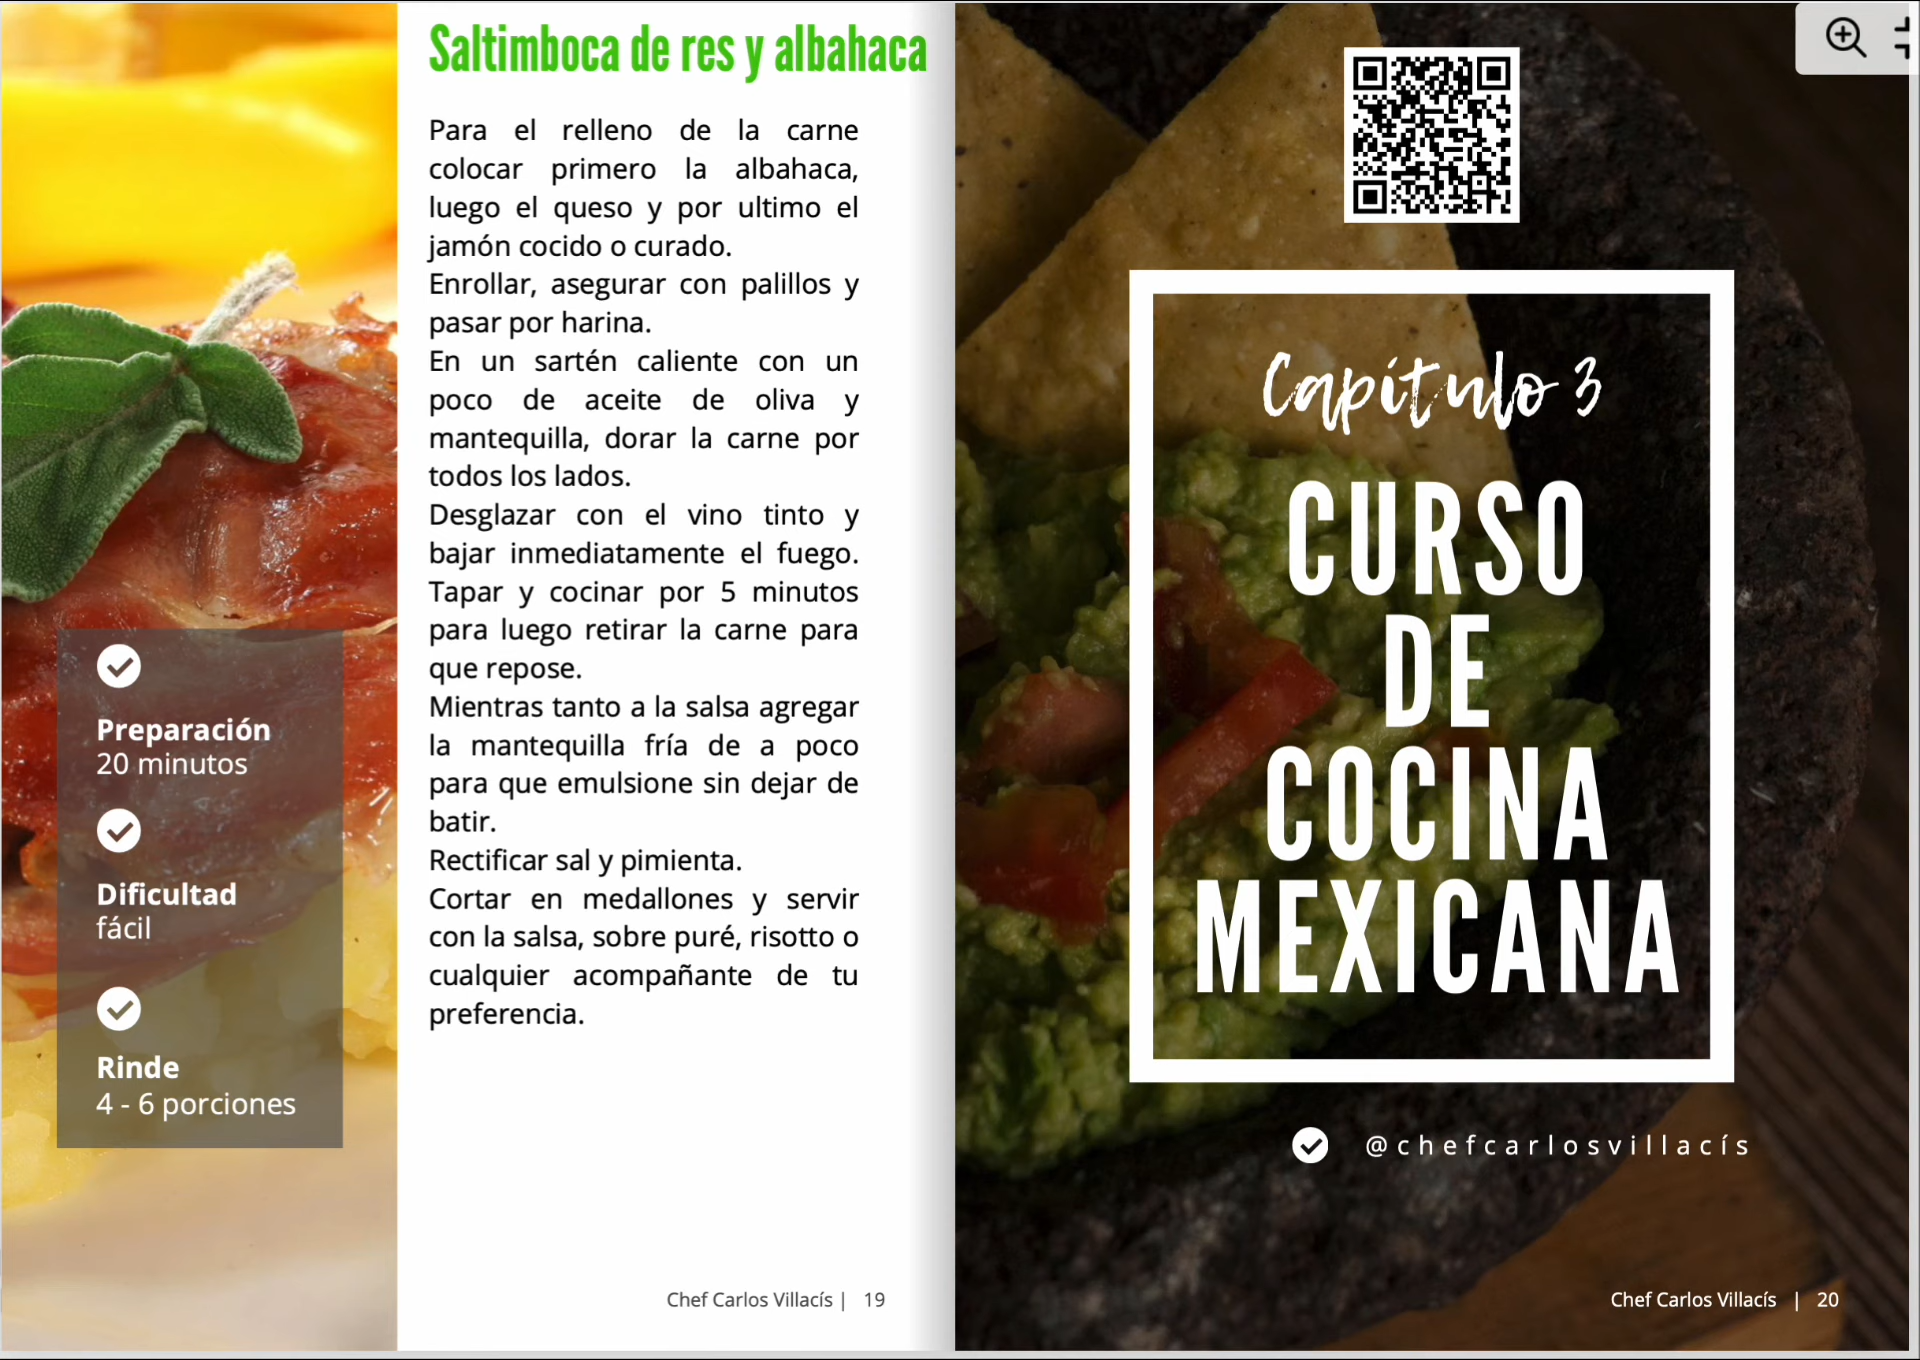 Saltimboca de res y albahaca
Para el relleno de la carne
colocar primero la albahaca,
luego el queso y por ultimo el
jamón cocido o curado.
Enrollar, asegurar con palillos y
pasar por harina.
En un sartén caliente con un
poco de aceite de oliva y
mantequilla, dorar la carne por
todos los lados.
Desglazar con el vino tinto y
bajar inmediatamente el fuego.
Tapar y cocinar por 5 minutos
para luego retirar la carne para
que repose.
Mientras tanto a la salsa agregar
la mantequilla fría de a poco
para que emulsione sin dejar de
batir.
Rectificar sal y pimienta.
Cortar en medallones y servir
con la salsa, sobre puré, risotto o
cualquier acompañante de tu
preferencia.
Preparación
20 minutos
Dificultad
fácil
Rinde
4 - 6 porciones
Chef Carlos Villacís | 19
Capítulo 3
CURSO
DE
COCINA
MEXICANA
@chefcarlosvillacís
Chef Carlos Villacís | 20